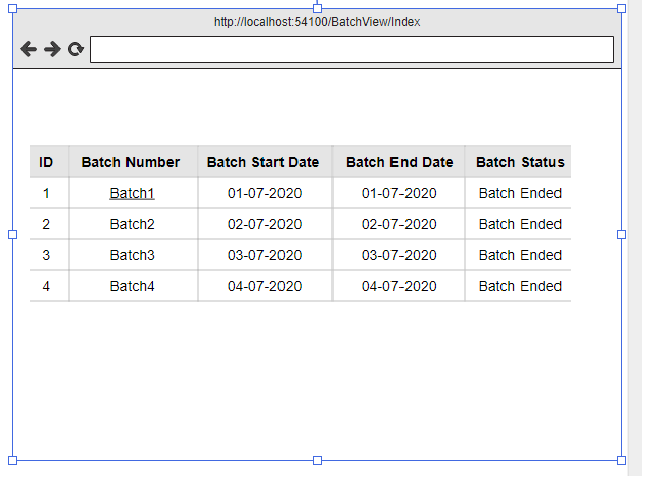 http://localhost:54100/BatchView/Index
ID Batch Number Batch Start Date Batch End Date Batch Status
1 Batch1 01-07-2020 01-07-2020 Batch Ended
2 Batch2 02-07-2020 02-07-2020 Batch Ended
3 Batch3 03-07-2020 03-07-2020 Batch Ended
4 Batch4 04-07-2020 04-07-2020 Batch Ended